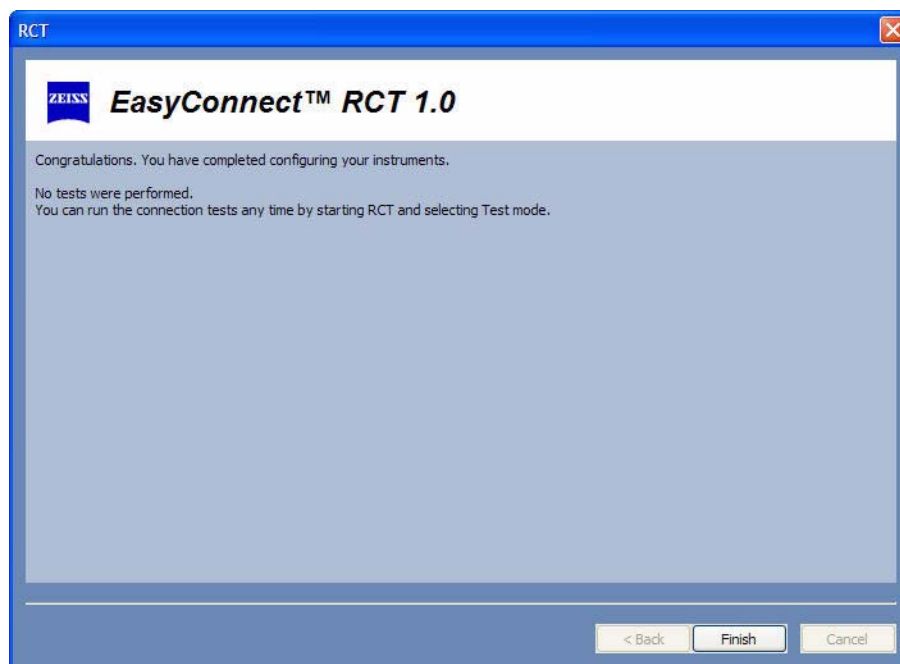 RCT
ZEISS
EasyConnect™ RCT 1.0
Congratulations. You have completed configuring your instruments.
No tests were performed.
You can run the connection tests any time by starting RCT and selecting Test mode.
< Back Finish Cancel